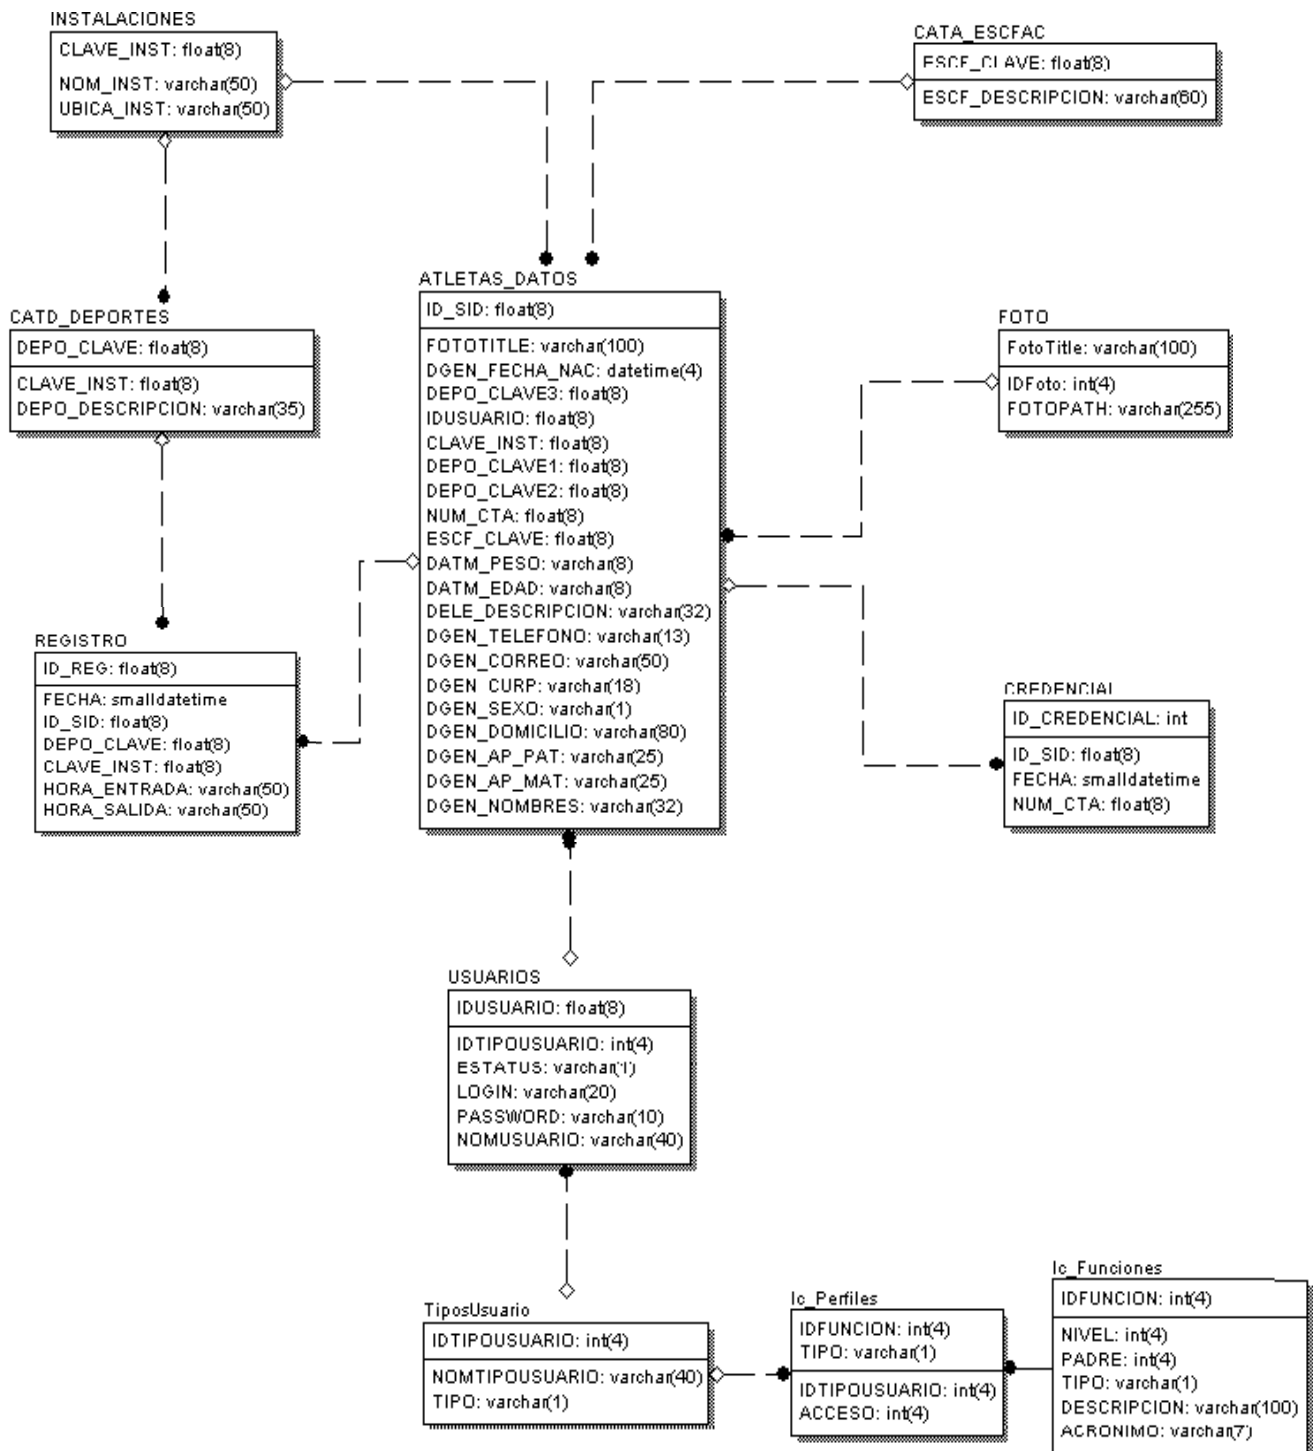 INSTALACIONES
CLAVE_INST: float(8)
NOM_INST: varchar(50)
UBICA_INST: varchar(50)
CATA_ESCFAC
ESCF_CLAVE: float(8)
ESCF_DESCRIPCION: varchar(60)
CATD_DEPORTES
DEPO_CLAVE: float(8)
CLAVE_INST: float(8)
DEPO_DESCRIPCION: varchar(35)
ATLETAS_DATOS
ID_SID: float(8)
FOTOTITLE: varchar(100)
DGEN_FECHA_NAC: datetime(4)
DEPO_CLAVE3: float(8)
IDUSUARIO: float(8)
CLAVE_INST: float(8)
DEPO_CLAVE1: float(8)
DEPO_CLAVE2: float(8)
NUM_CTA: float(8)
ESCF_CLAVE: float(8)
DATM_PESO: varchar(8)
DATM_EDAD: varchar(8)
DELE_DESCRIPCION: varchar(32)
DGEN_TELEFONO: varchar(13)
DGEN_CORREO: varchar(50)
DGEN_CURP: varchar(18)
DGEN_SEXO: varchar(1)
DGEN_DOMICILIO: varchar(80)
DGEN_AP_PAT: varchar(25)
DGEN_AP_MAT: varchar(25)
DGEN_NOMBRES: varchar(32)
FOTO
FotoTitle: varchar(100)
IDFoto: int(4)
FOTOPATH: varchar(255)
REGISTRO
ID_REG: float(8)
FECHA: smalldatetime
ID_SID: float(8)
DEPO_CLAVE: float(8)
CLAVE_INST: float(8)
HORA_ENTRADA: varchar(50)
HORA_SALIDA: varchar(50)
CREDENCIAL
ID_CREDENCIAL: int
ID_SID: float(8)
FECHA: smalldatetime
NUM_CTA: float(8)
USUARIOS
IDUSUARIO: float(8)
IDTIPOUSUARIO: int(4)
ESTATUS: varchar(1)
LOGIN: varchar(20)
PASSWORD: varchar(10)
NOMUSUARIO: varchar(40)
TiposUsuario
IDTIPOUSUARIO: int(4)
NOMTIPOUSUARIO: varchar(40)
TIPO: varchar(1)
Ic_Perfiles
IDFUNCION: int(4)
TIPO: varchar(1)
IDTIPOUSUARIO: int(4)
ACCESO: int(4)
Ic_Funciones
IDFUNCION: int(4)
NIVEL: int(4)
PADRE: int(4)
TIPO: varchar(1)
DESCRIPCION: varchar(100)
ACRONIMO: varchar(7)